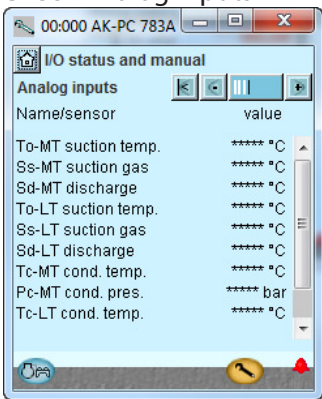 00:000 AK-PC 783A
I/O status and manual
Analog inputs
Name/sensor value
To-MT suction temp. ***** °C
Ss-MT suction gas ***** °C
Sd-MT discharge ***** °C
To-LT suction temp. ***** °C
Ss-LT suction gas ***** °C
Sd-LT discharge ***** °C
Tc-MT cond. temp. ***** °C
Pc-MT cond. pres. ***** bar
Tc-LT cond. temp. ***** °C